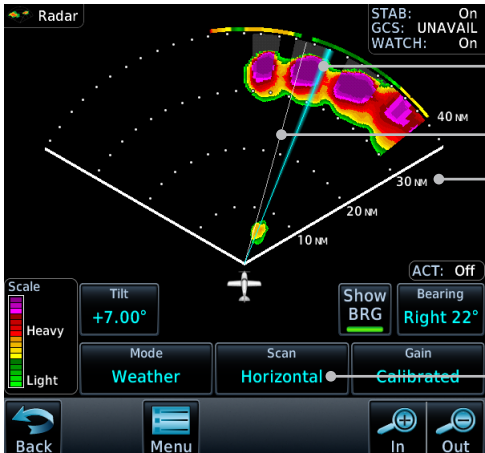 Radar
STAB: On
GCS: UNAVAIL
WATCH: On
40 NM
30 NM
20 NM
10 NM
ACT: Off
Scale
Heavy
Light
Tilt
+7.00°
Show
BRG
Bearing
Right 22°
Mode
Weather
Scan
Horizontal
Gain
Calibrated
Back
Menu
In
Out